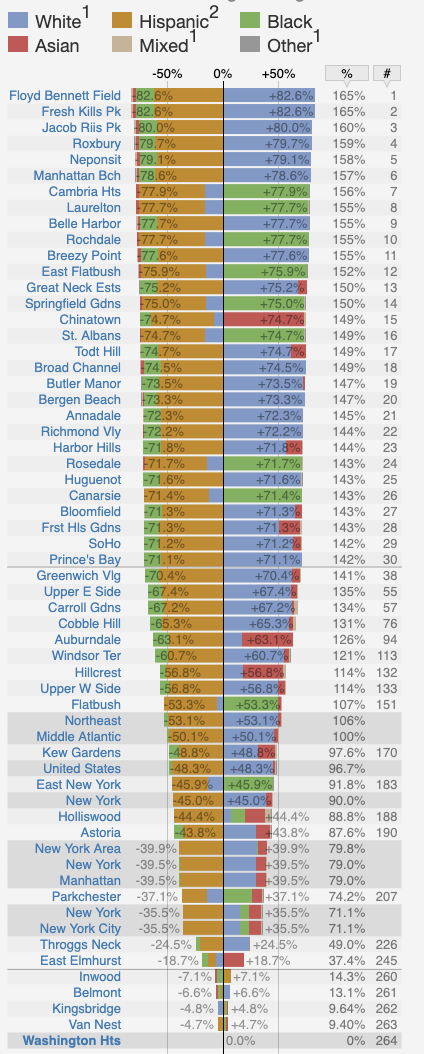 White1 Hispanic2 Black
Asian Mixed1 Other1
-50% 0% +50% % #
Floyd Bennett Field -82.6% +82.6% 165% 1
Fresh Kills Pk -82.6% +82.6% 165% 2
Jacob Riis Pk -80.0% +80.0% 160% 3
Roxbury -79.7% +79.7% 159% 4
Neponsit -79.1% +79.1% 158% 5
Manhattan Bch -78.6% +78.6% 157% 6
Cambria Hts -77.9% +77.9% 156% 7
Laurelton -77.7% +77.7% 155% 8
Belle Harbor -77.7% +77.7% 155% 9
Rochdale -77.7% +77.7% 155% 10
Breezy Point -77.6% +77.6% 155% 11
East Flatbush -75.9% +75.9% 152% 12
Great Neck Ests -75.2% +75.2% 150% 13
Springfield Gdns -75.0% +75.0% 150% 14
Chinatown -74.7% +74.7% 149% 15
St. Albans -74.7% +74.7% 149% 16
Todt Hill -74.7% +74.7% 149% 17
Broad Channel -74.5% +74.5% 149% 18
Butler Manor -73.5% +73.5% 147% 19
Bergen Beach -73.3% +73.3% 147% 20
Annadale -72.3% +72.3% 145% 21
Richmond Vly -72.2% +72.2% 144% 22
Harbor Hills -71.8% +71.8% 144% 23
Rosedale -71.7% +71.7% 143% 24
Huguenot -71.6% +71.6% 143% 25
Canarsie -71.4% +71.4% 143% 26
Bloomfield -71.3% +71.3% 143% 27
Frst Hls Gdns -71.3% +71.3% 143% 28
SoHo -71.2% +71.2% 142% 29
Prince's Bay -71.1% +71.1% 142% 30
Greenwich Vlg -70.4% +70.4% 141% 38
Upper E Side -67.4% +67.4% 135% 55
Carroll Gdns -67.2% +67.2% 134% 57
Cobble Hill -65.3% +65.3% 131% 76
Auburndale -63.1% +63.1% 126% 94
Windsor Ter -60.7% +60.7% 121% 113
Hillcrest -56.8% +56.8% 114% 132
Upper W Side -56.8% +56.8% 114% 133
Flatbush -53.3% +53.3% 107% 151
Northeast -53.1% +53.1% 106%
Middle Atlantic -50.1% +50.1% 100%
Kew Gardens -48.8% +48.8% 97.6% 170
United States -48.3% +48.3% 96.7%
East New York -45.9% +45.9% 91.8% 183
New York -45.0% +45.0% 90.0%
Holliswood -44.4% +44.4% 88.8% 188
Astoria -43.8% +43.8% 87.6% 190
New York Area -39.9% +39.9% 79.8%
New York -39.5% +39.5% 79.0%
Manhattan -39.5% +39.5% 79.0%
Parkchester -37.1% +37.1% 74.2% 207
New York -35.5% +35.5% 71.1%
New York City -35.5% +35.5% 71.1%
Throggs Neck -24.5% +24.5% 49.0% 226
East Elmhurst -18.7% +18.7% 37.4% 245
Inwood -7.1% +7.1% 14.3% 260
Belmont -6.6% +6.6% 13.1% 261
Kingsbridge -4.8% +4.8% 9.64% 262
Van Nest -4.7% +4.7% 9.40% 263
Washington Hts 0.0% 0% 264